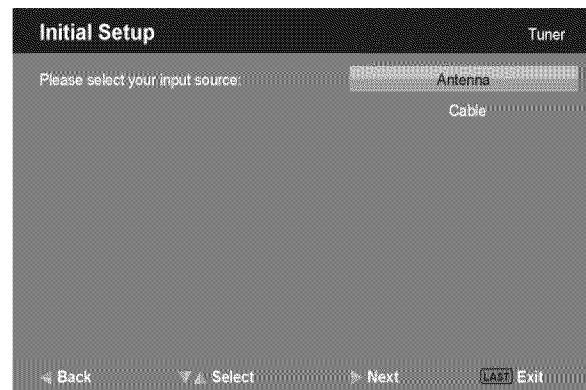 Initial Setup
Tuner
Please select your input source:
Antenna
Cable
Back Select Next LAST Exit